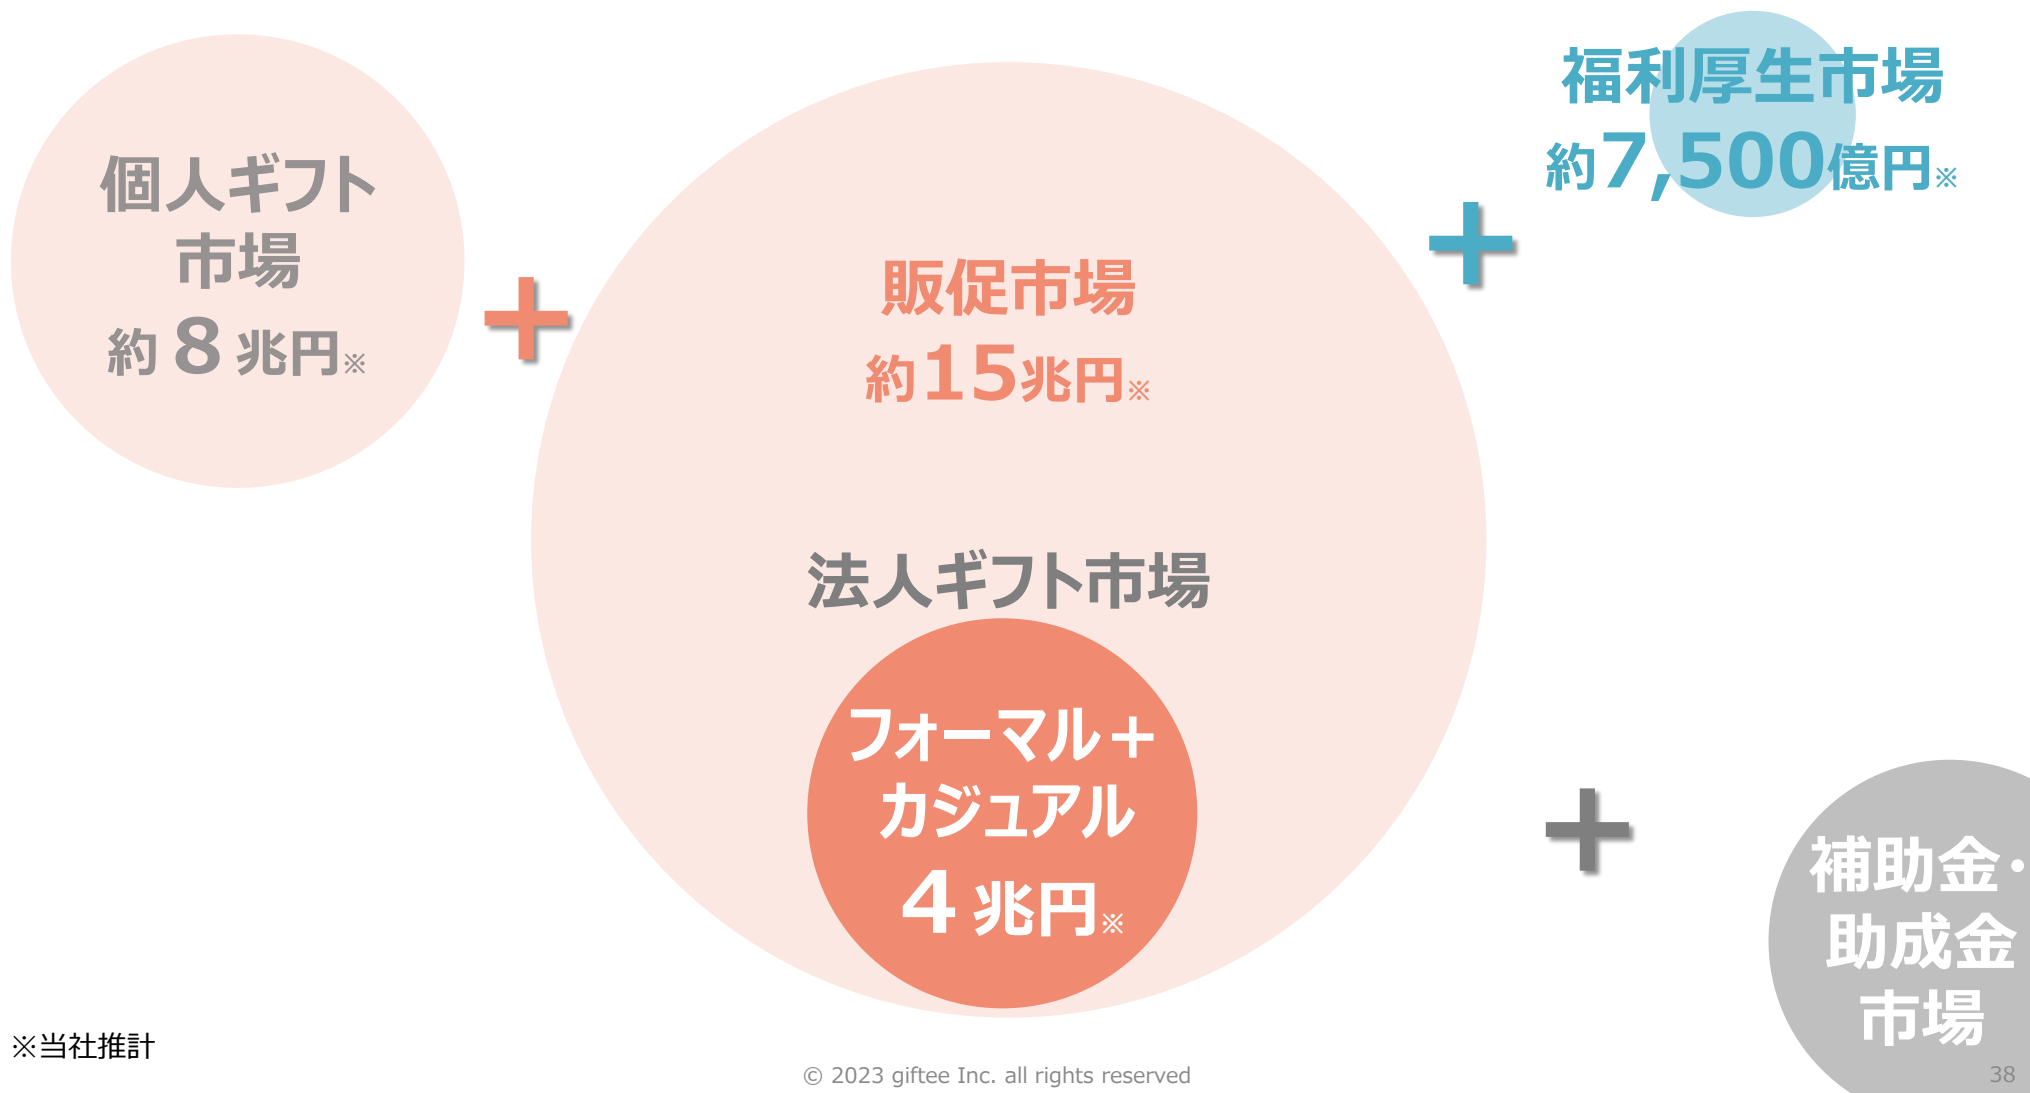 個人ギフト
市場
約８兆円※
+
販促市場
約15兆円※
法人ギフト市場
フォーマル＋
カジュアル
４兆円※
+
福利厚生市場
約7,500億円※
+
補助金・
助成金
市場
※当社推計
© 2023 giftee Inc. all rights reserved
38